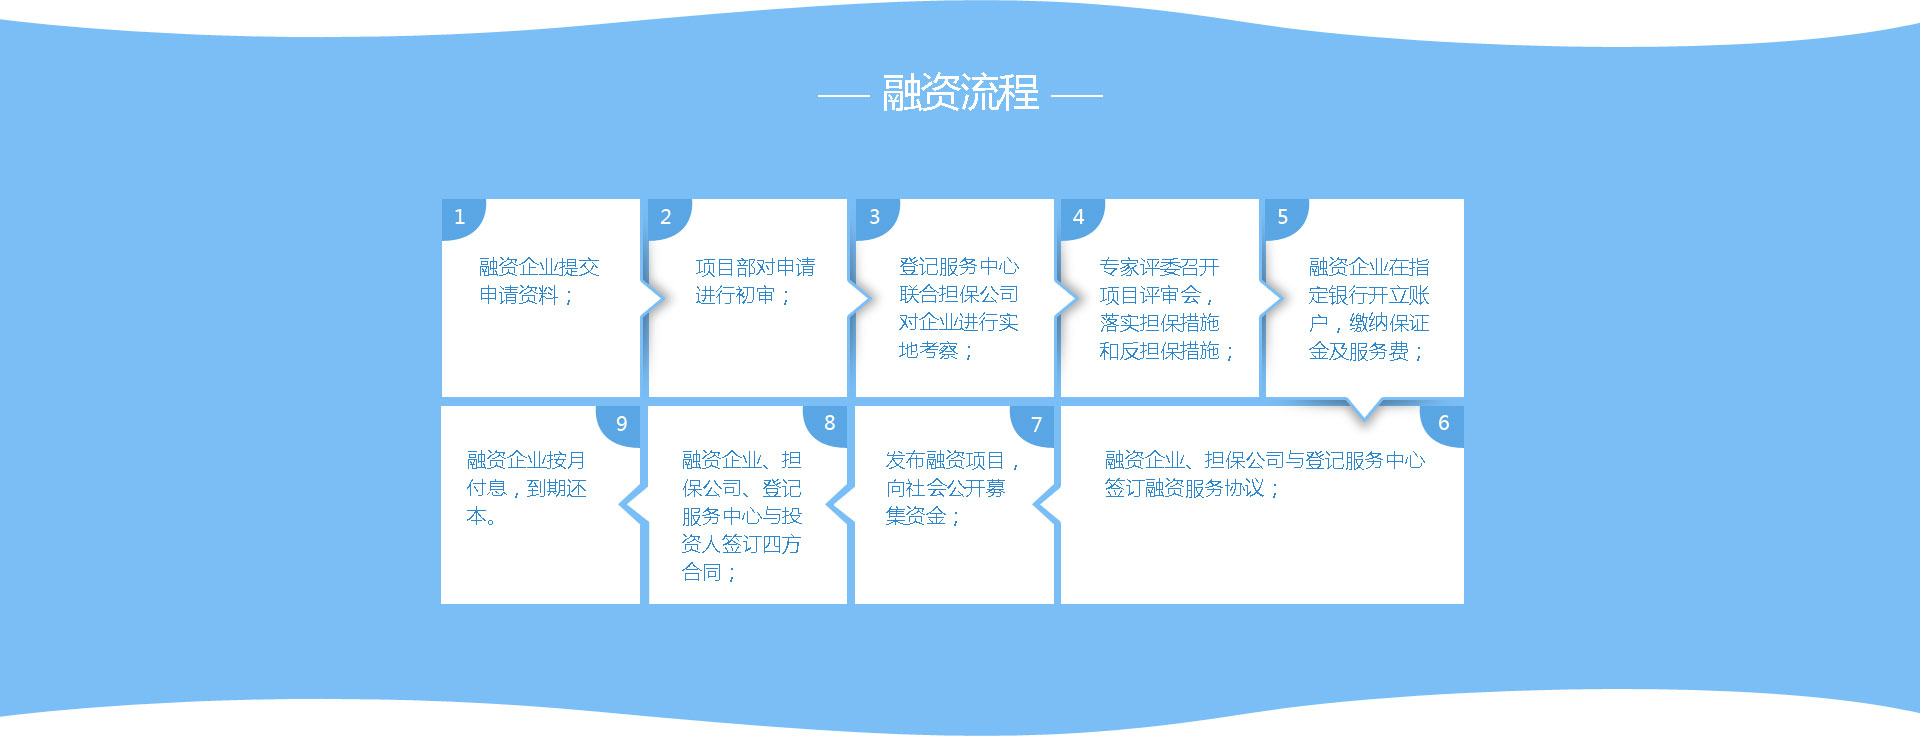 融资流程
1
融资企业提交
申请资料；
2
项目部对申请
进行初审；
3
登记服务中心
联合担保公司
对企业进行实
地考察；
4
专家评委召开
项目评审会，
落实担保措施
和反担保措施；
5
融资企业在指
定银行开立账
户，缴纳保证
金及服务费；
6
融资企业、担保公司与登记服务中心
签订融资服务协议；
7
发布融资项目，
向社会公开募
集资金；
8
融资企业、担
保公司、登记
服务中心与投
资人签订四方
合同；
9
融资企业按月
付息，到期还
本。